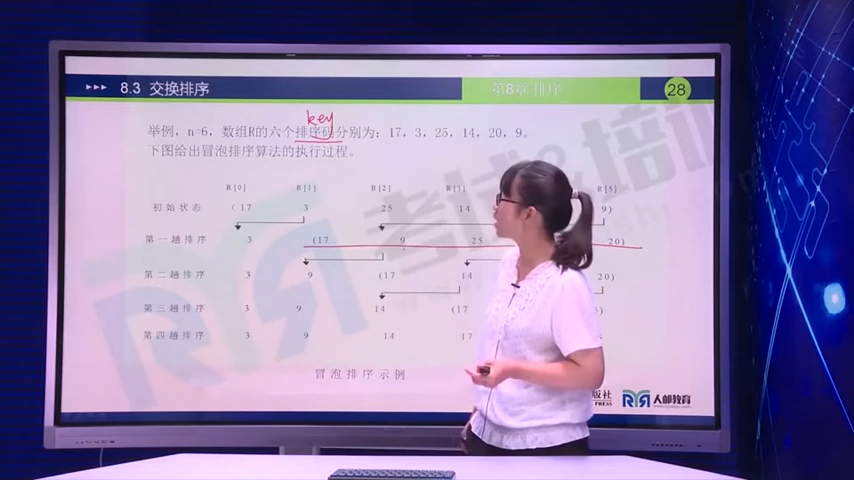 ▸▸▸ 8.3 交换排序 第8章 排序 28
key
举例，n=6，数组R的六个排序码分别为：17，3，25，14，20，9。
下图给出冒泡排序算法的执行过程。
R[0] R[1] R[2] R[3] R[5]
初始状态 (17 3 25 14 9)
第一趟排序 3 (17 9 25 20)
第二趟排序 3 9 (17 14 20)
第三趟排序 3 9 14 (17
第四趟排序 3 9 14 17
冒泡排序示例
版社 人邮教育
PRESS